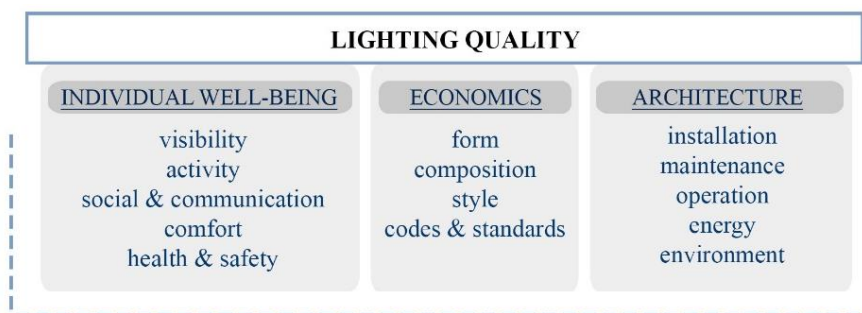 LIGHTING QUALITY
INDIVIDUAL WELL-BEING
visibility
activity
social & communication
comfort
health & safety
ECONOMICS
form
composition
style
codes & standards
ARCHITECTURE
installation
maintenance
operation
energy
environment